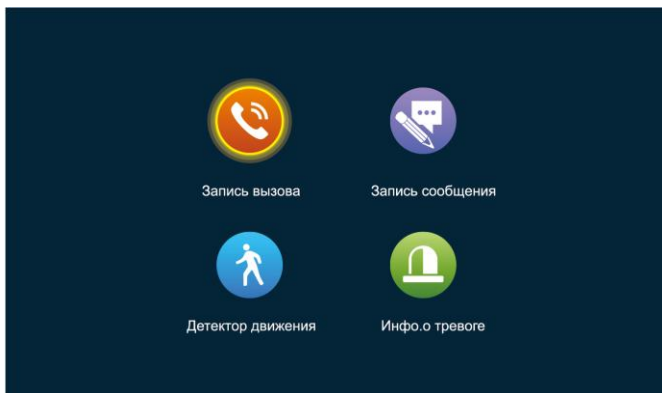 Запись вызова
Запись сообщения
Детектор движения
Инфо.о тревоге